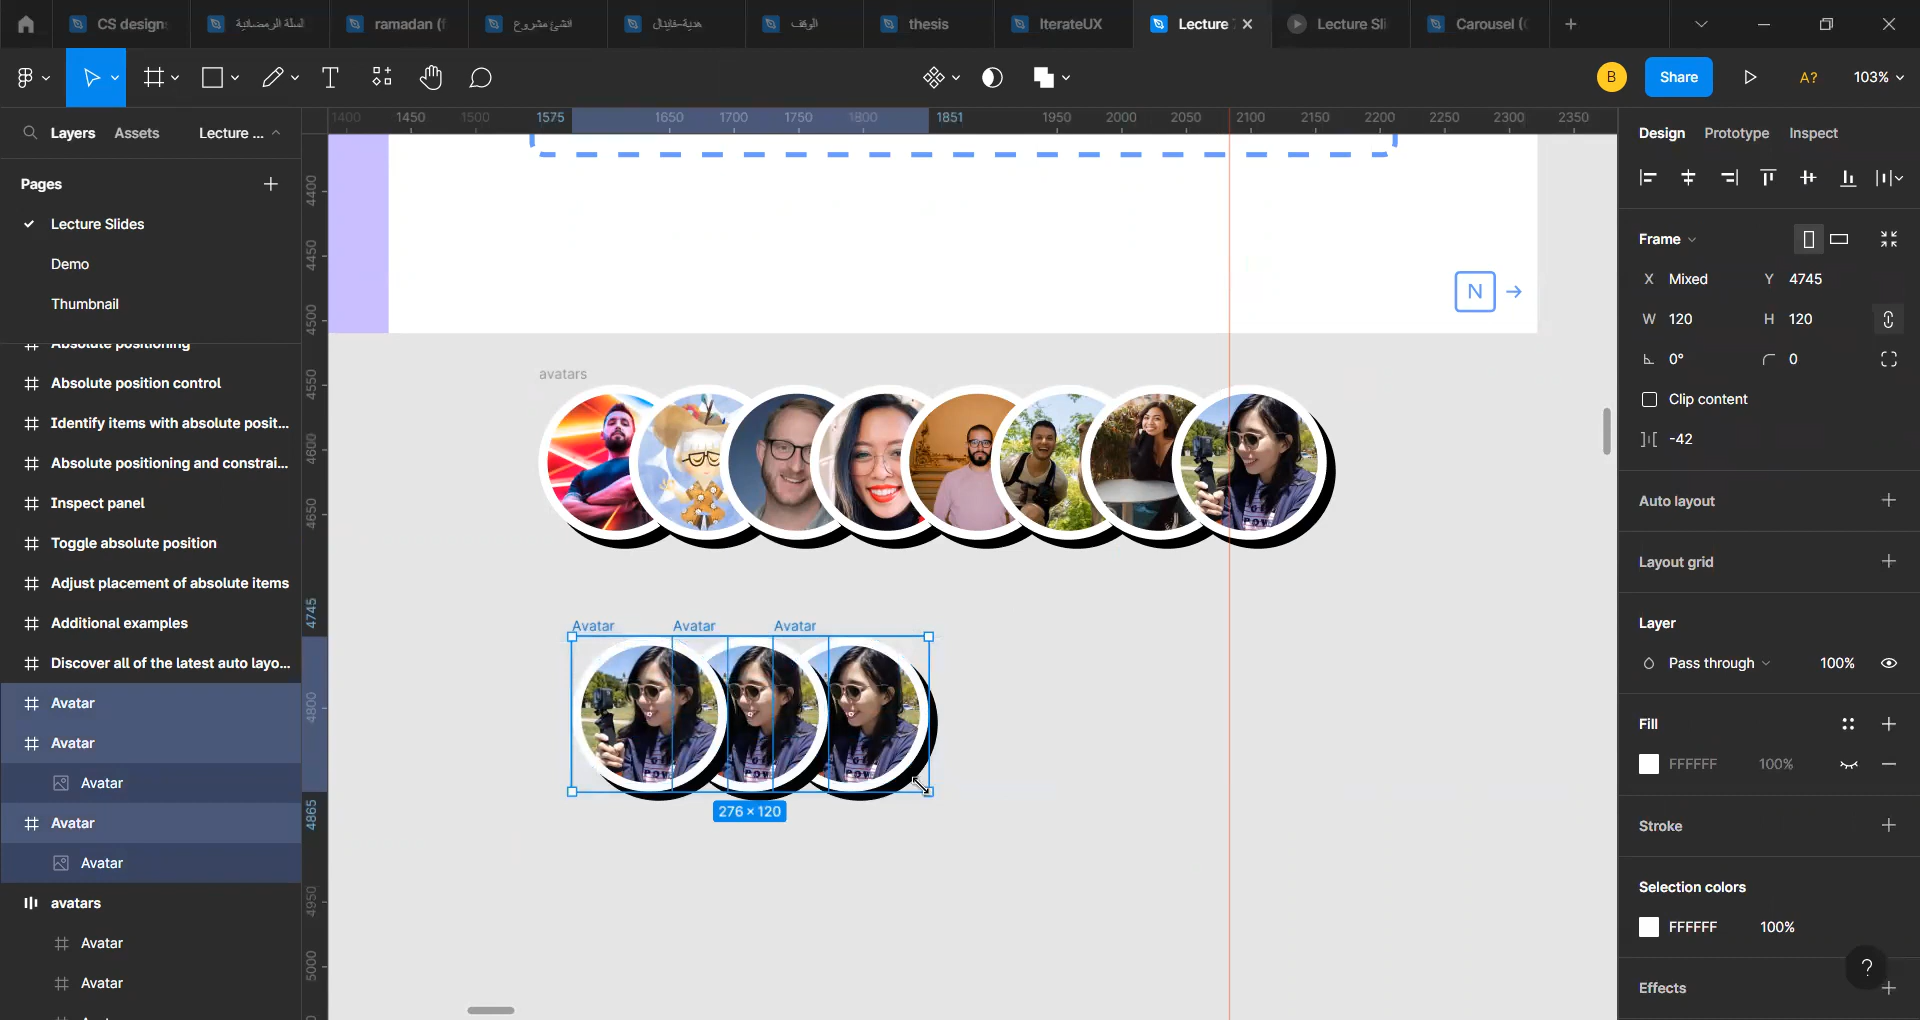 CS design
السلة الرمضانية
ramadan (f
انشئ مشروع
هدية-فاينال
الوقف
thesis
IterateUX
Lecture
Lecture Sli
Carousel (
B
Share
A?
103%
Layers
Assets
Lecture ...
1400
1450
1500
1575
1650
1700
1750
1800
1851
1950
2000
2050
2100
2150
2200
2250
2300
2350
Design
Prototype
Inspect
Pages
Lecture Slides
Demo
Thumbnail
Absolute positioning
Absolute position control
Identify items with absolute posit...
Absolute positioning and constrai...
Inspect panel
Toggle absolute position
Adjust placement of absolute items
Additional examples
Discover all of the latest auto layo...
Avatar
Avatar
Avatar
Avatar
Avatar
avatars
Avatar
Avatar
4400
4450
4500
4550
4600
4650
4745
4800
4865
4950
5000
N
avatars
Avatar
Avatar
Avatar
276 × 120
Frame
X Mixed
Y 4745
W 120
H 120
0°
0
Clip content
-42
Auto layout
Layout grid
Layer
Pass through
100%
Fill
FFFFFF
100%
Stroke
Selection colors
FFFFFF
100%
Effects
?